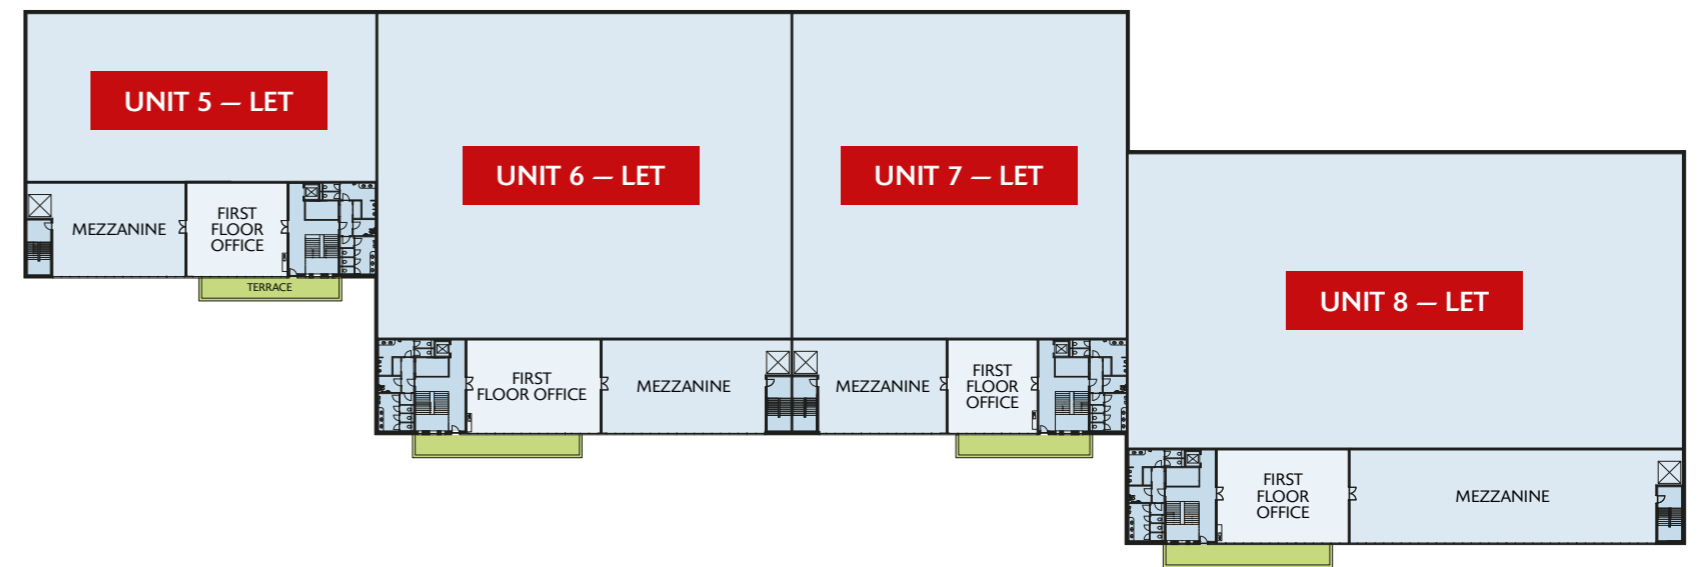 UNIT 5 – LET
MEZZANINE
FIRST
FLOOR
OFFICE
TERRACE
UNIT 6 – LET
FIRST
FLOOR OFFICE
MEZZANINE
UNIT 7 – LET
MEZZANINE
FIRST
FLOOR
OFFICE
UNIT 8 – LET
FIRST
FLOOR
OFFICE
MEZZANINE